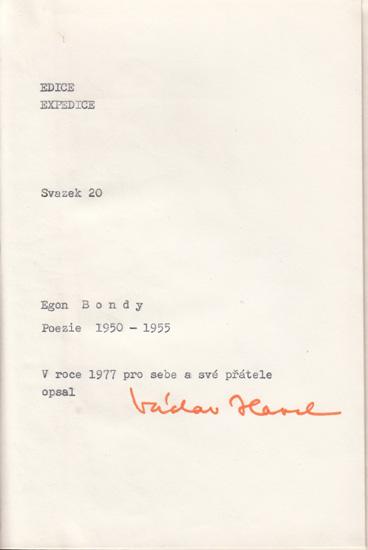 EDICE
EXPEDICE
Svazek 20
Egon B o n d y
Poezie 1950 - 1955
V roce 1977 pro sebe a své přátele
opsal Václav Havel